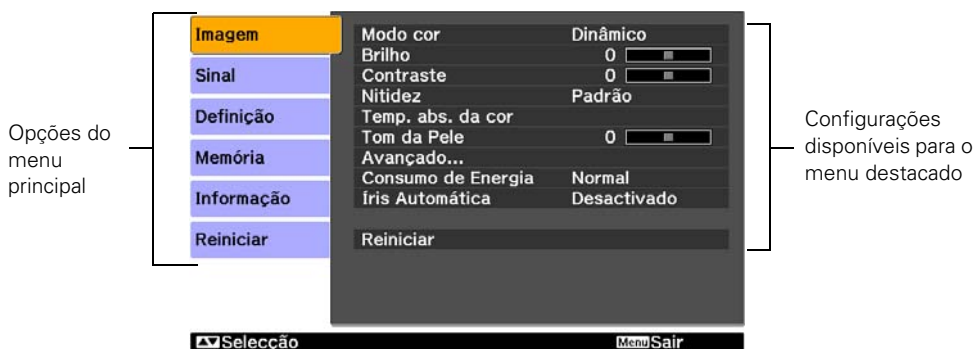 Opções do
menu
principal
Imagem
Sinal
Definição
Memória
Informação
Reiniciar
Modo cor Dinâmico
Brilho 0
Contraste 0
Nitidez Padrão
Temp. abs. da cor
Tom da Pele 0
Avançado...
Consumo de Energia Normal
Íris Automática Desactivado
Reiniciar
Selecção Menu Sair
Configurações
disponíveis para o
menu destacado